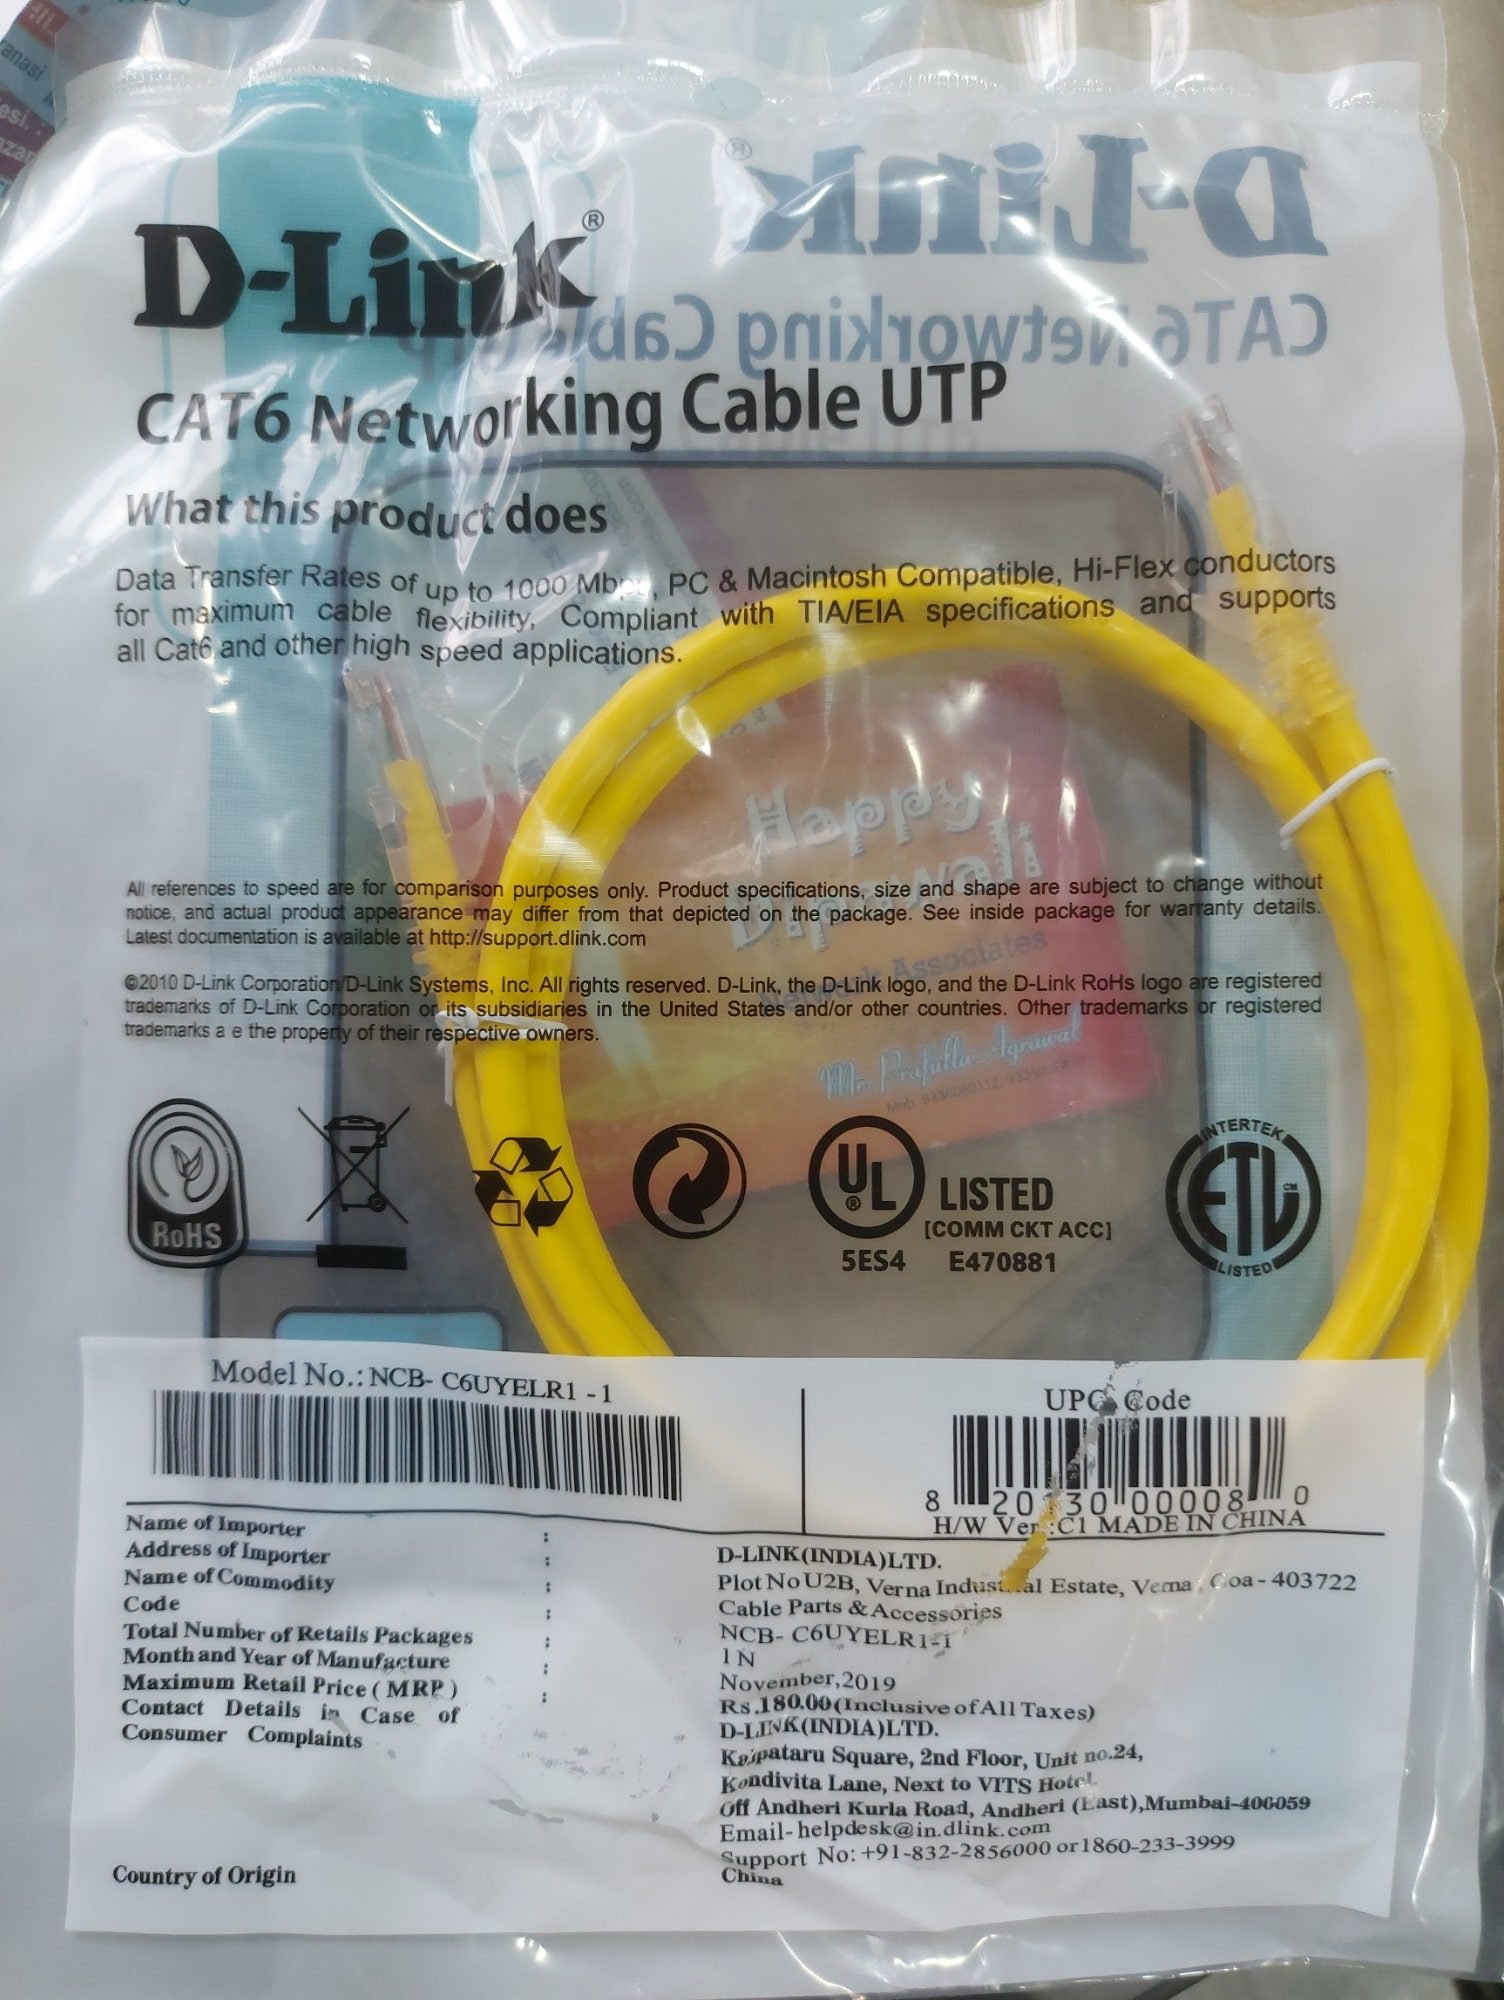 D-Link®
CAT6 Networking Cable UTP
What this product does
Data Transfer Rates of up to 1000 Mbps, PC & Macintosh Compatible, Hi-Flex conductors
for maximum cable flexibility, Compliant with TIA/EIA specifications and supports
all Cat6 and other high speed applications.
Happy
Dipawali
Network Associates
Mr. Prafulla Agrawal
All references to speed are for comparison purposes only. Product specifications, size and shape are subject to change without
notice, and actual product appearance may differ from that depicted on the package. See inside package for warranty details.
Latest documentation is available at http://support.dlink.com
©2010 D-Link Corporation/D-Link Systems, Inc. All rights reserved. D-Link, the D-Link logo, and the D-Link RoHs logo are registered
trademarks of D-Link Corporation or its subsidiaries in the United States and/or other countries. Other trademarks or registered
trademarks a e the property of their respective owners.
RoHS
UL ® LISTED
[COMM CKT ACC]
5ES4 E470881
INTERTEK
ETL CM
LISTED
Model No.: NCB- C6UYELR1 -1
UPC Code
8 20 30 00008 0
H/W Ver :C1 MADE IN CHINA
Name of Importer : D-LINK(INDIA)LTD.
Address of Importer : Plot No U2B, Verna Industrial Estate, Verna, Goa - 403722
Name of Commodity : Cable Parts & Accessories
Code : NCB- C6UYELR1-1
Total Number of Retails Packages : 1 N
Month and Year of Manufacture : November,2019
Maximum Retail Price ( MRP ) : Rs.180.00(Inclusive of All Taxes)
Contact Details in Case of
Consumer Complaints
D-LINK(INDIA)LTD.
Kalpataru Square, 2nd Floor, Unit no.24,
Kondivita Lane, Next to VITS Hotel,
Off Andheri Kurla Road, Andheri (East),Mumbai-400059
Email- helpdesk@in.dlink.com
Support No: +91-832-2856000 or 1860-233-3999
Country of Origin China